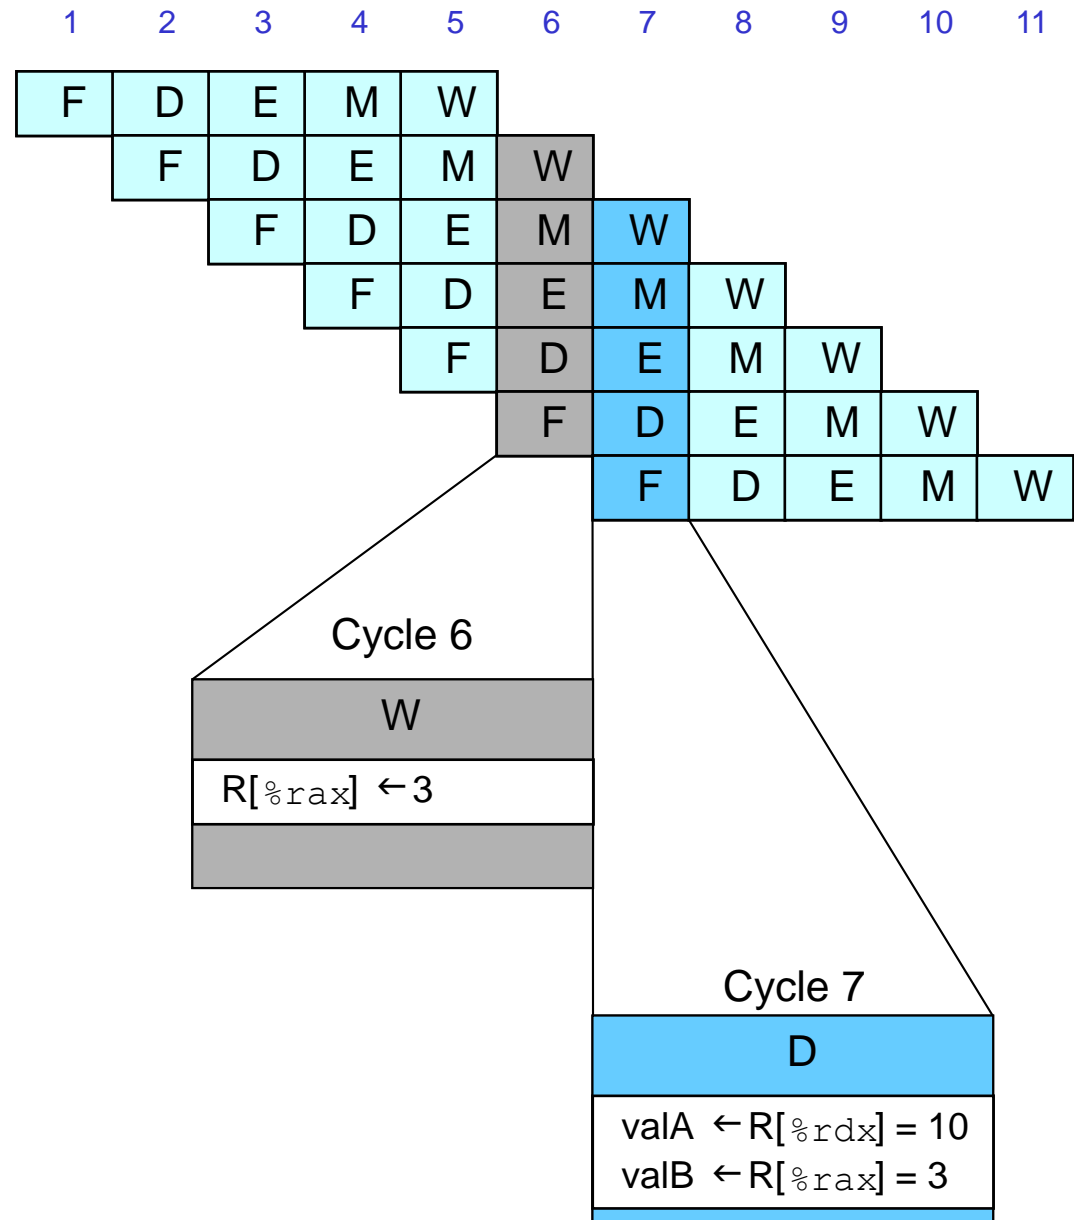 1 2 3 4 5 6 7 8 9 10 11
F D E M W
F D E M W
F D E M W
F D E M W
F D E M W
F D E M W
F D E M W
Cycle 6
W
R[%rax] ←3
Cycle 7
D
valA ←R[%rdx] = 10
valB ←R[%rax] = 3